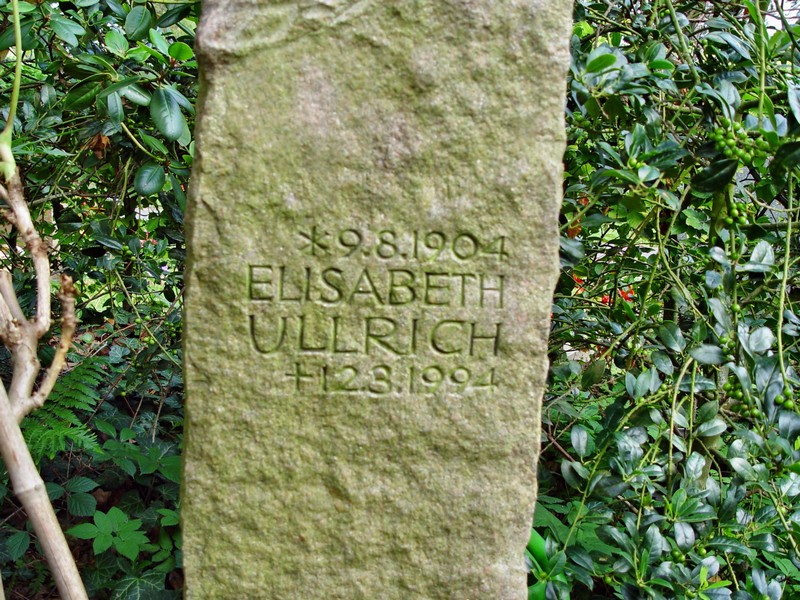 *9.8.1904
ELISABETH
ULLRICH
+12.3.1994